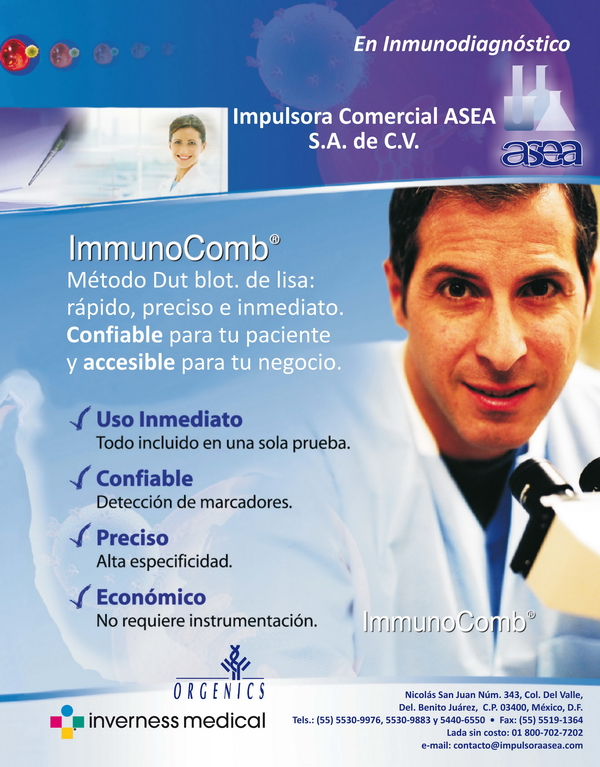 En Inmunodiagnóstico
Impulsora Comercial ASEA
S.A. de C.V.
asea
ImmunoComb®
Método Dut blot. de lisa:
rápido, preciso e inmediato.
Confiable para tu paciente
y accesible para tu negocio.
Uso Inmediato
Todo incluido en una sola prueba.
Confiable
Detección de marcadores.
Preciso
Alta especificidad.
Económico
No requiere instrumentación.
ImmunoComb®
ORGENICS
inverness medical
Nicolás San Juan Núm. 343, Col. Del Valle,
Del. Benito Juárez, C.P. 03400, México, D.F.
Tels.: (55) 5530-9976, 5530-9883 y 5440-6550 • Fax: (55) 5519-1364
Lada sin costo: 01 800-702-7202
e-mail: contacto@impulsoraasea.com